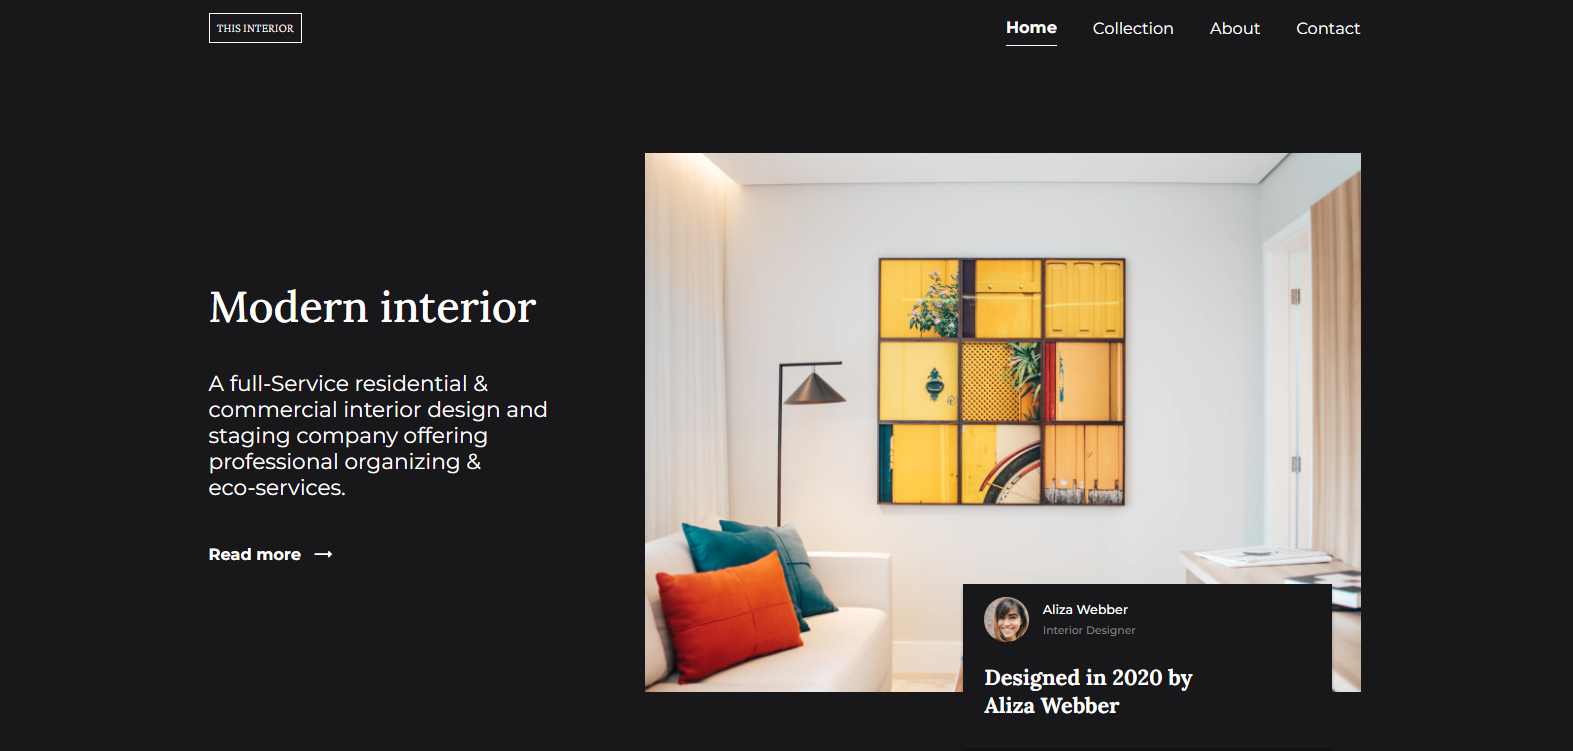 THIS INTERIOR
Home
Collection
About
Contact
Modern interior
A full-Service residential &
commercial interior design and
staging company offering
professional organizing &
eco-services.
Read more
Aliza Webber
Interior Designer
Designed in 2020 by
Aliza Webber